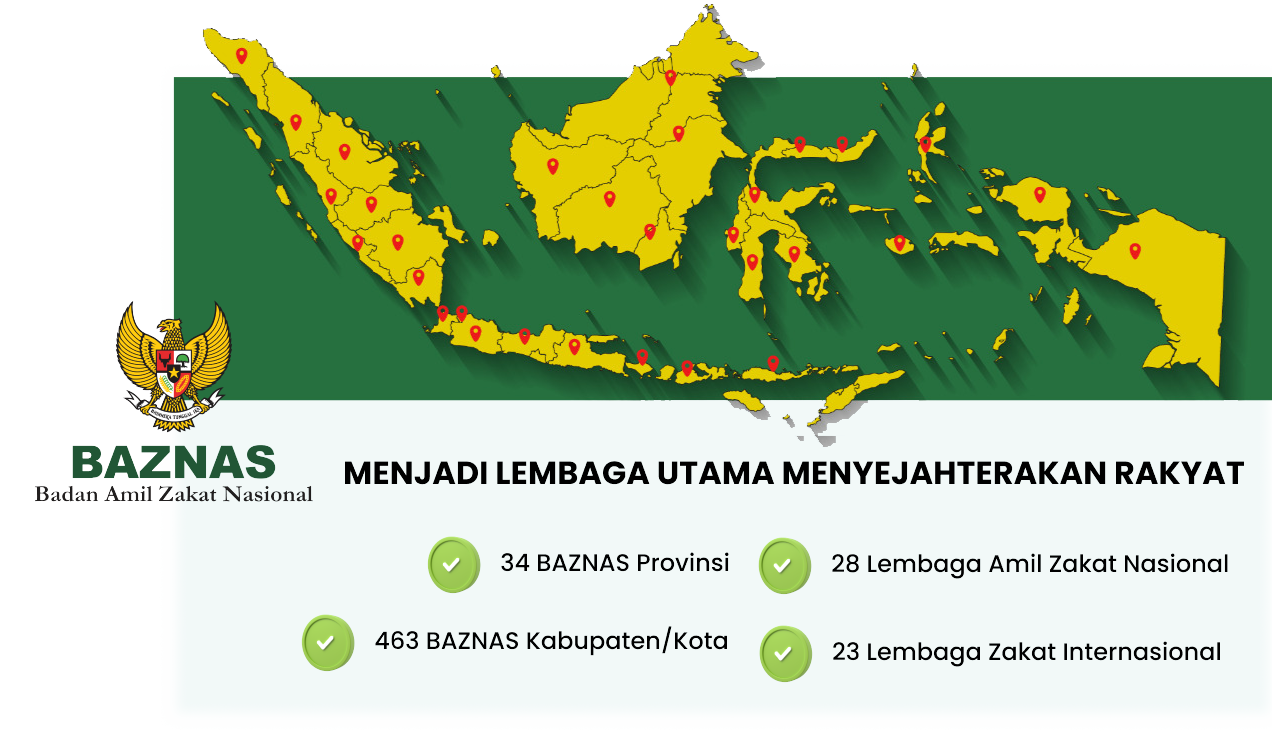 BHINNEKA TUNGGAL IKA
BAZNAS
Badan Amil Zakat Nasional
MENJADI LEMBAGA UTAMA MENYEJAHTERAKAN RAKYAT
34 BAZNAS Provinsi
28 Lembaga Amil Zakat Nasional
463 BAZNAS Kabupaten/Kota
23 Lembaga Zakat Internasional